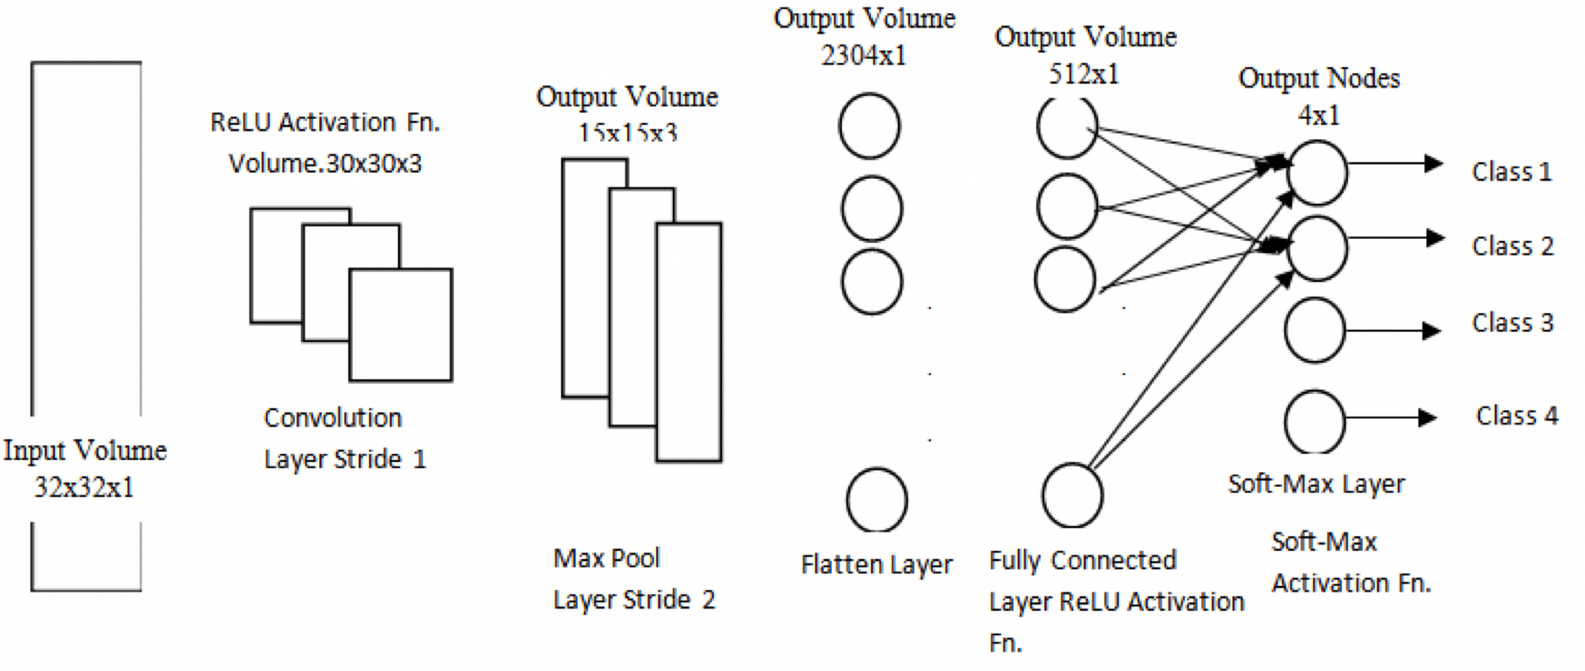 Input Volume
32x32x1
ReLU Activation Fn.
Volume.30x30x3
Convolution
Layer Stride 1
Output Volume
15x15x3
Max Pool
Layer Stride 2
Output Volume
2304x1
Flatten Layer
Output Volume
512x1
Fully Connected
Layer ReLU Activation
Fn.
Output Nodes
4x1
Class 1
Class 2
Class 3
Class 4
Soft-Max Layer
Soft-Max
Activation Fn.